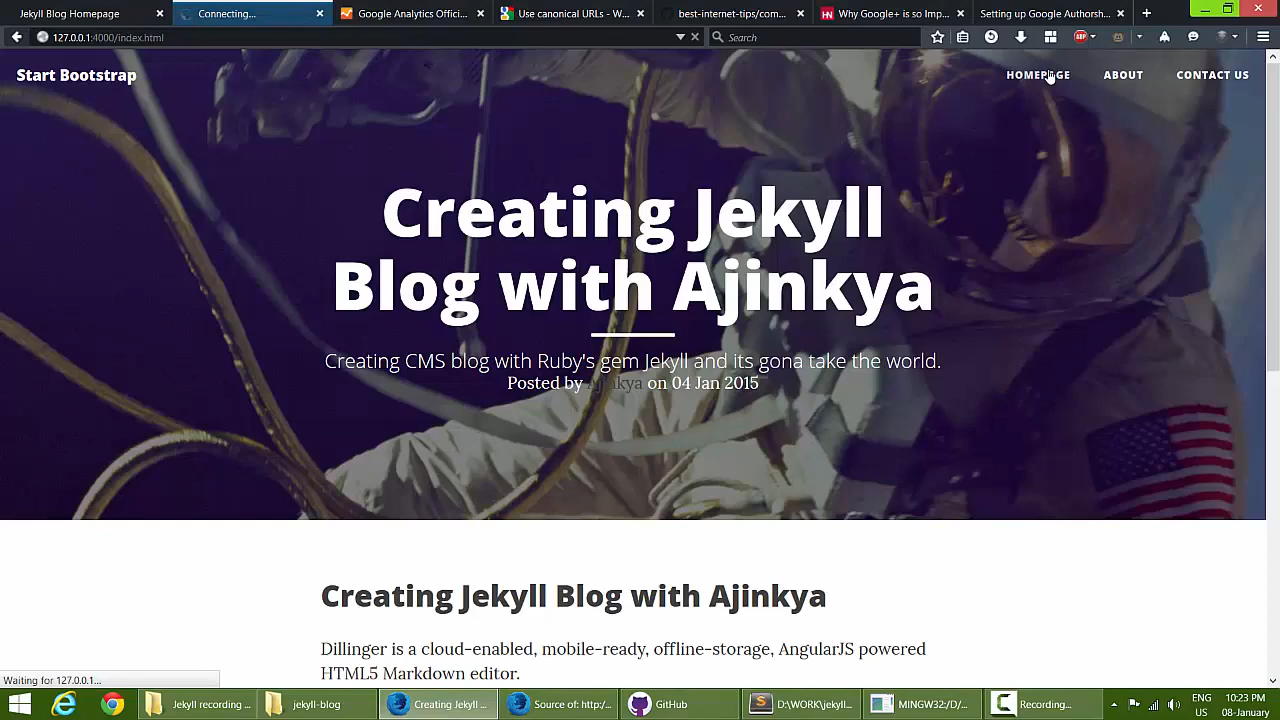 Jekyll Blog Homepage
Connecting...
Google Analytics Offici...
Use canonical URLs - W...
best-internet-tips/com...
Why Google+ is so Imp...
Setting up Google Authorsh...
127.0.0.1:4000/index.html
Search
ABP
Start Bootstrap
HOMEPAGE
ABOUT
CONTACT US
Creating Jekyll
Blog with Ajinkya
Creating CMS blog with Ruby's gem Jekyll and its gona take the world.
Posted by Ajinkya on 04 Jan 2015
Creating Jekyll Blog with Ajinkya
Dillinger is a cloud-enabled, mobile-ready, offline-storage, AngularJS powered
HTML5 Markdown editor.
Waiting for 127.0.0.1...
Jekyll recording ...
jekyll-blog
Creating Jekyll ...
Source of: http:/...
GitHub
D:\WORK\jekyll...
MINGW32:/D/...
Recording...
ENG
US
10:23 PM
08-January